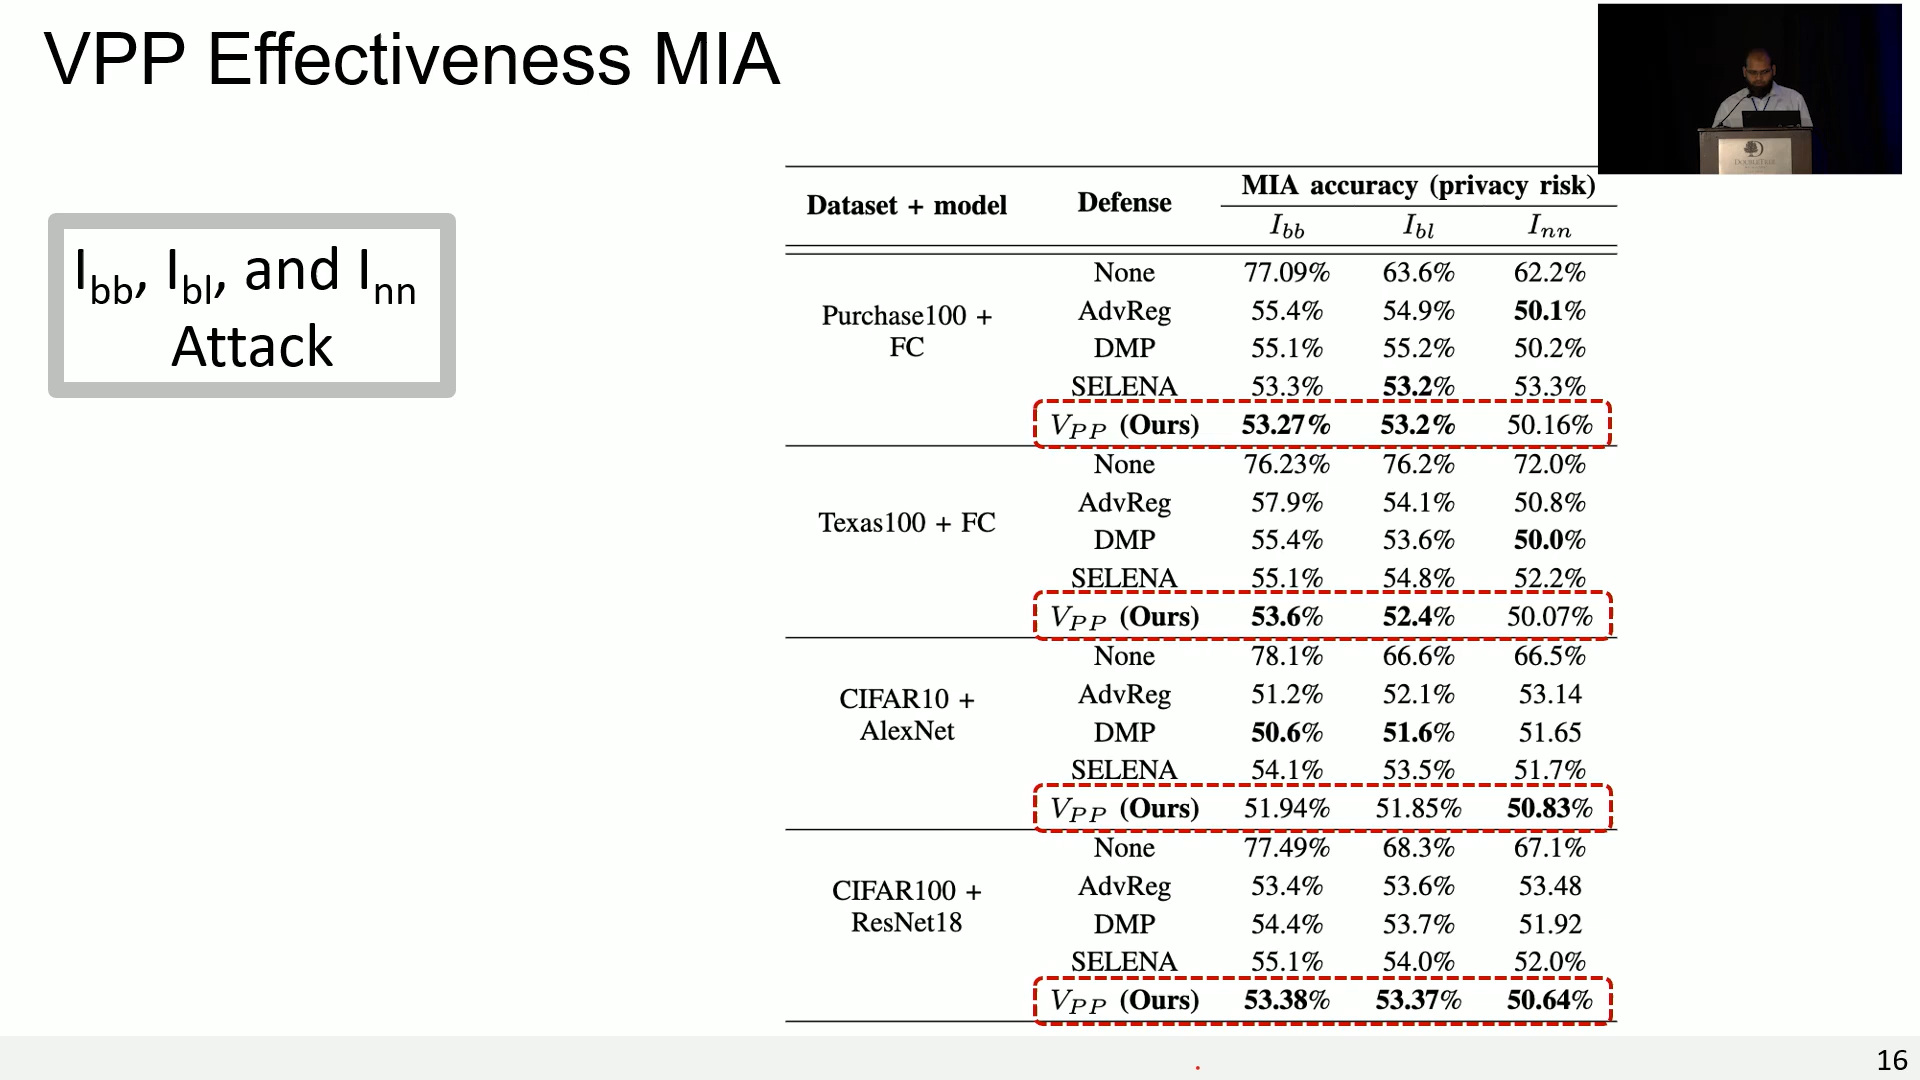 VPP Effectiveness MIA
I_bb, I_bl, and I_nn
Attack
DOUBLETREE
Dataset + model Defense MIA accuracy (privacy risk)
I_bb I_bl I_nn
Purchase100 +
FC
None 77.09% 63.6% 62.2%
AdvReg 55.4% 54.9% 50.1%
DMP 55.1% 55.2% 50.2%
SELENA 53.3% 53.2% 53.3%
V_PP (Ours) 53.27% 53.2% 50.16%
Texas100 + FC
None 76.23% 76.2% 72.0%
AdvReg 57.9% 54.1% 50.8%
DMP 55.4% 53.6% 50.0%
SELENA 55.1% 54.8% 52.2%
V_PP (Ours) 53.6% 52.4% 50.07%
CIFAR10 +
AlexNet
None 78.1% 66.6% 66.5%
AdvReg 51.2% 52.1% 53.14
DMP 50.6% 51.6% 51.65
SELENA 54.1% 53.5% 51.7%
V_PP (Ours) 51.94% 51.85% 50.83%
CIFAR100 +
ResNet18
None 77.49% 68.3% 67.1%
AdvReg 53.4% 53.6% 53.48
DMP 54.4% 53.7% 51.92
SELENA 55.1% 54.0% 52.0%
V_PP (Ours) 53.38% 53.37% 50.64%
16